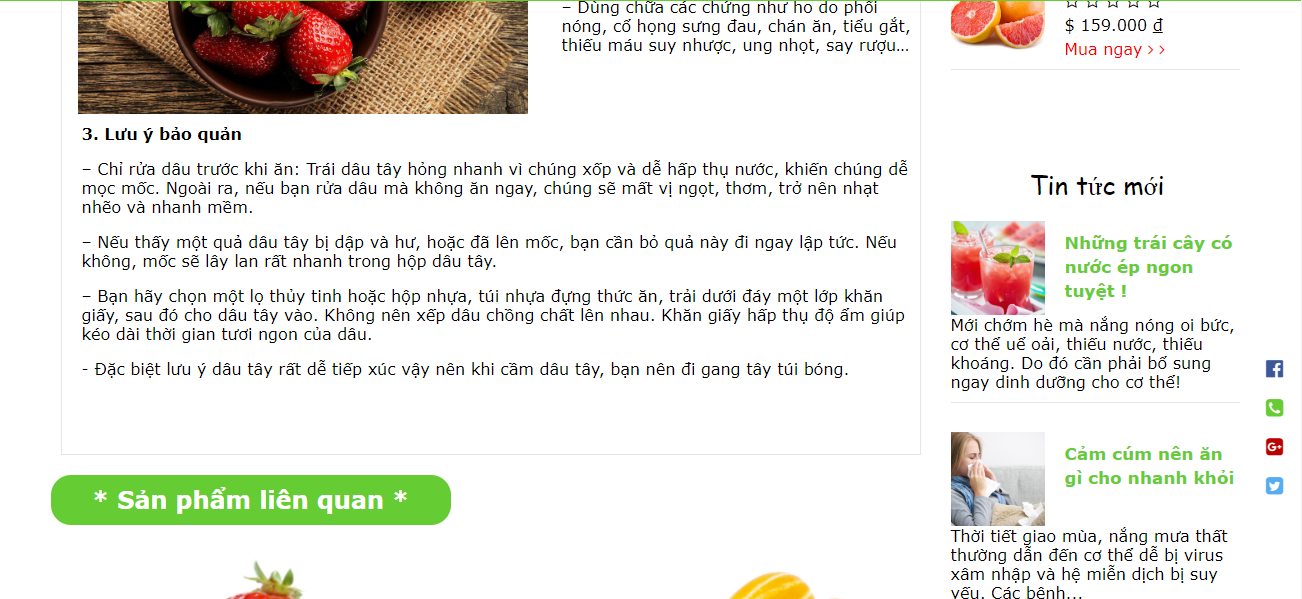 – Dùng chữa các chứng như ho do phổi
nóng, cổ họng sưng đau, chán ăn, tiểu gắt,
thiếu máu suy nhược, ung nhọt, say rượu…
3. Lưu ý bảo quản
– Chỉ rửa dâu trước khi ăn: Trái dâu tây hỏng nhanh vì chúng xốp và dễ hấp thụ nước, khiến chúng dễ
mọc mốc. Ngoài ra, nếu bạn rửa dâu mà không ăn ngay, chúng sẽ mất vị ngọt, thơm, trở nên nhạt
nhẽo và nhanh mềm.
– Nếu thấy một quả dâu tây bị dập và hư, hoặc đã lên mốc, bạn cần bỏ quả này đi ngay lập tức. Nếu
không, mốc sẽ lây lan rất nhanh trong hộp dâu tây.
– Bạn hãy chọn một lọ thủy tinh hoặc hộp nhựa, túi nhựa đựng thức ăn, trải dưới đáy một lớp khăn
giấy, sau đó cho dâu tây vào. Không nên xếp dâu chồng chất lên nhau. Khăn giấy hấp thụ độ ẩm giúp
kéo dài thời gian tươi ngon của dâu.
- Đặc biệt lưu ý dâu tây rất dễ tiếp xúc vậy nên khi cầm dâu tây, bạn nên đi gang tây túi bóng.
* Sản phẩm liên quan *
$ 159.000 ₫
Mua ngay > >
Tin tức mới
Những trái cây có
nước ép ngon
tuyệt !
Mới chớm hè mà nắng nóng oi bức,
cơ thể uể oải, thiếu nước, thiếu
khoáng. Do đó cần phải bổ sung
ngay dinh dưỡng cho cơ thể!
Cảm cúm nên ăn
gì cho nhanh khỏi
Thời tiết giao mùa, nắng mưa thất
thường dẫn đến cơ thể dễ bị virus
xâm nhập và hệ miễn dịch bị suy
yếu. Các bệnh...